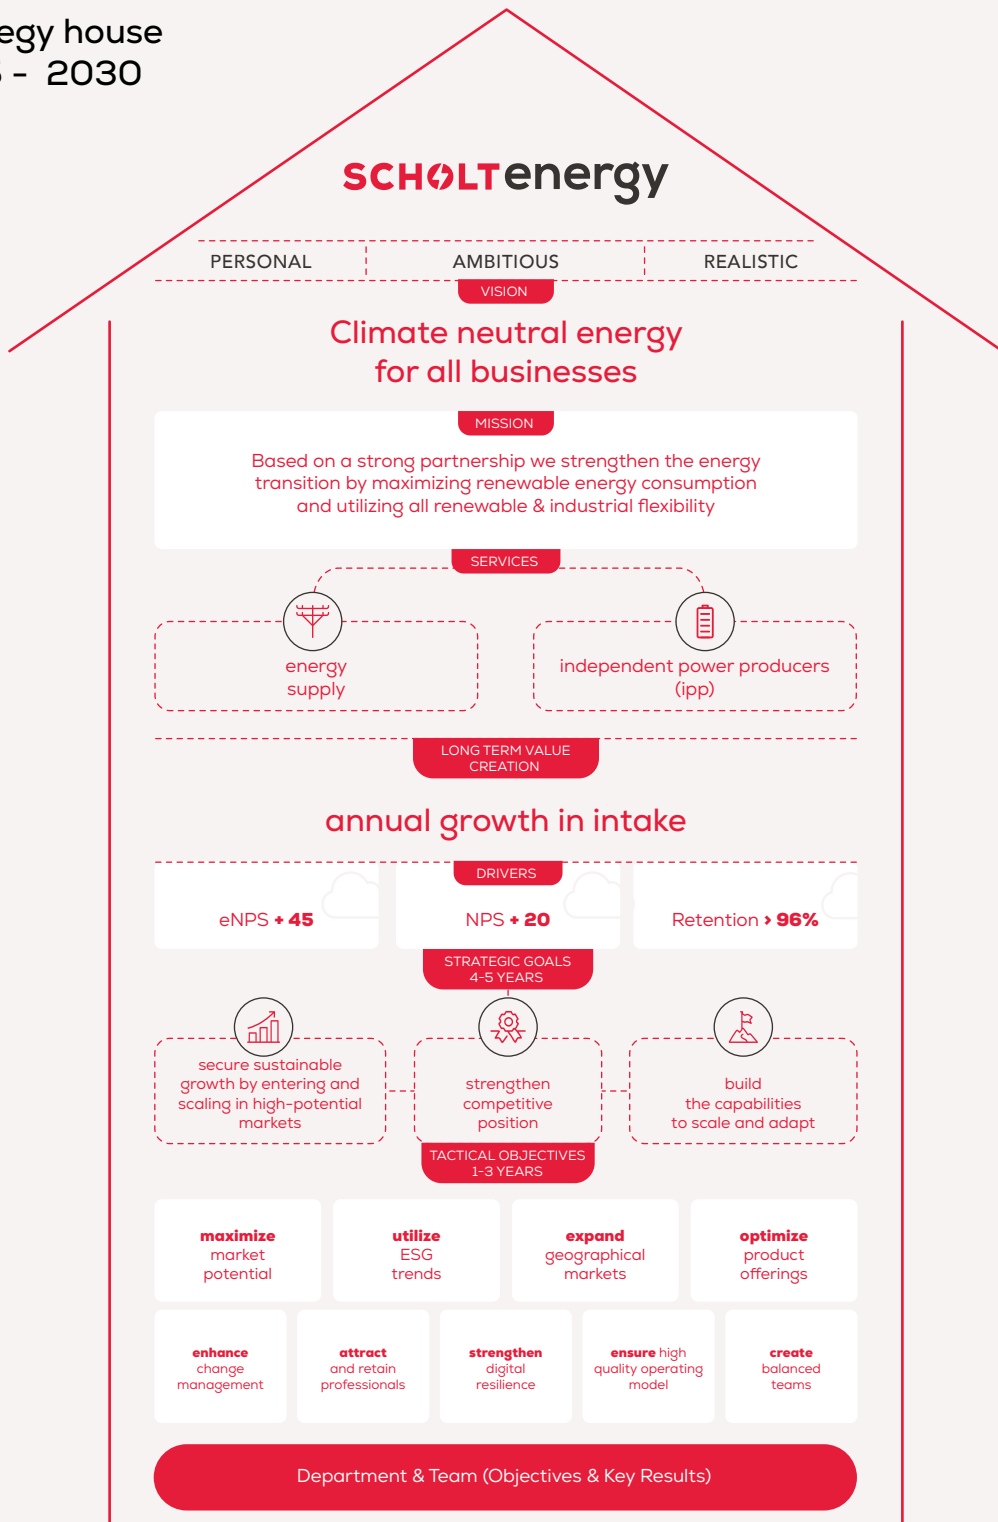 egy house
- 2030
SCHOLT energy
PERSONAL
AMBITIOUS
REALISTIC
VISION
Climate neutral energy
for all businesses
MISSION
Based on a strong partnership we strengthen the energy
transition by maximizing renewable energy consumption
and utilizing all renewable & industrial flexibility
SERVICES
energy
supply
independent power producers
(ipp)
LONG TERM VALUE
CREATION
annual growth in intake
DRIVERS
eNPS + 45
NPS + 20
Retention > 96%
STRATEGIC GOALS
4-5 YEARS
secure sustainable
growth by entering and
scaling in high-potential
markets
strengthen
competitive
position
build
the capabilities
to scale and adapt
TACTICAL OBJECTIVES
1-3 YEARS
maximize
market
potential
utilize
ESG
trends
expand
geographical
markets
optimize
product
offerings
enhance
change
management
attract
and retain
professionals
strengthen
digital
resilience
ensure high
quality operating
model
create
balanced
teams
Department & Team (Objectives & Key Results)